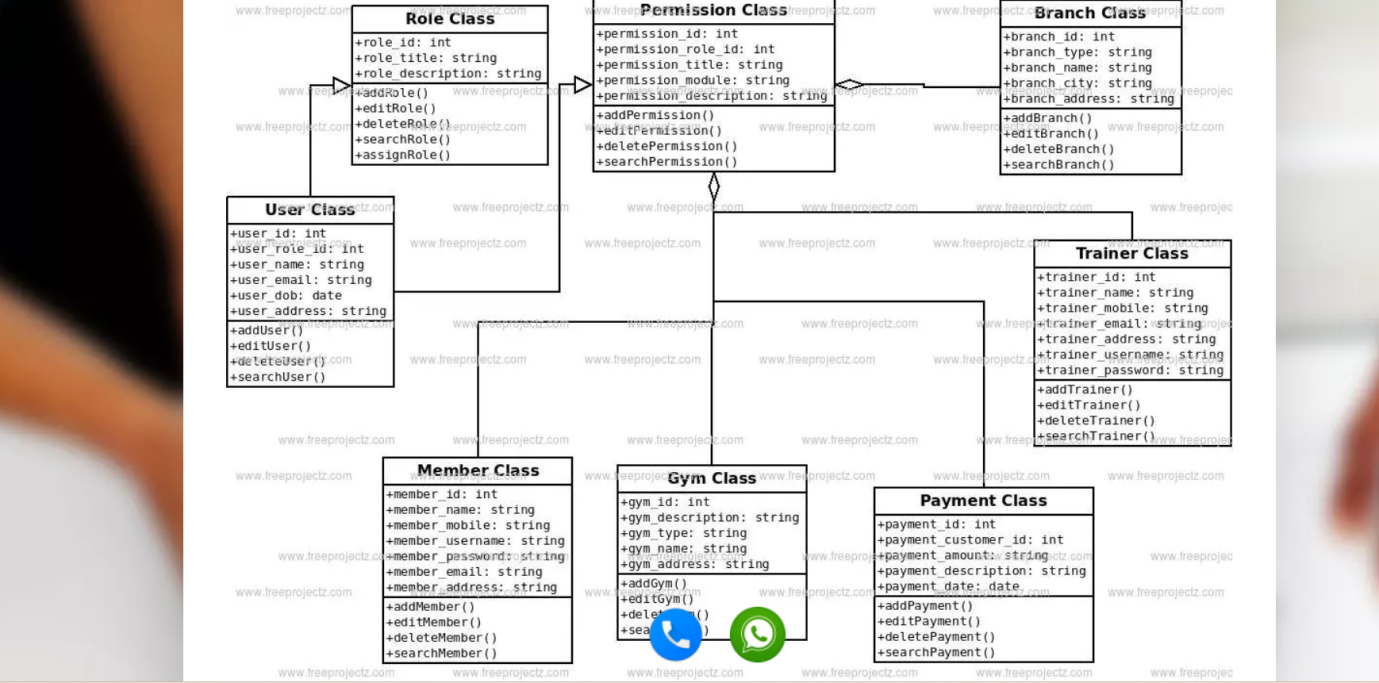 Role Class
+role_id: int
+role_title: string
+role_description: string
+addRole()
+editRole()
+deleteRole()
+searchRole()
+assignRole()
Permission Class
+permission_id: int
+permission_role_id: int
+permission_title: string
+permission_module: string
+permission_description: string
+addPermission()
+editPermission()
+deletePermission()
+searchPermission()
Branch Class
+branch_id: int
+branch_type: string
+branch_name: string
+branch_city: string
+branch_address: string
+addBranch()
+editBranch()
+deleteBranch()
+searchBranch()
User Class
+user_id: int
+user_role_id: int
+user_name: string
+user_email: string
+user_dob: date
+user_address: string
+addUser()
+editUser()
+deleteUser()
+searchUser()
Trainer Class
+trainer_id: int
+trainer_name: string
+trainer_mobile: string
+trainer_email: string
+trainer_address: string
+trainer_username: string
+trainer_password: string
+addTrainer()
+editTrainer()
+deleteTrainer()
+searchTrainer()
Member Class
+member_id: int
+member_name: string
+member_mobile: string
+member_username: string
+member_password: string
+member_email: string
+member_address: string
+addMember()
+editMember()
+deleteMember()
+searchMember()
Gym Class
+gym_id: int
+gym_description: string
+gym_type: string
+gym_name: string
+gym_address: string
+addGym()
+editGym()
Payment Class
+payment_id: int
+payment_customer_id: int
+payment_amount: string
+payment_description: string
+payment_date: date
+addPayment()
+editPayment()
+deletePayment()
+searchPayment()
www.freeprojectz.com